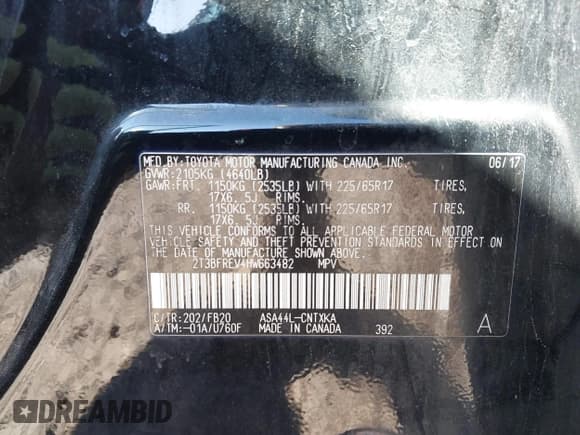 MFD.BY:TOYOTA MOTOR MANUFACTURING CANADA INC. 06/17
GVWR:2105KG (4640LB)
GAWR:FRT. 1150KG (2535LB) WITH 225/65R17 TIRES,
17X6. 5J RIMS.
RR. 1150KG (2535LB) WITH 225/65R17 TIRES,
17X6. 5J RIMS.
THIS VEHICLE CONFORMS TO ALL APPLICABLE FEDERAL MOTOR
VEHICLE SAFETY AND THEFT PREVENTION STANDARDS IN EFFECT ON
THE DATE OF MANUFACTURE SHOWN ABOVE.
2T3BFREV4HW663482 MPV
C/TR:202/FB20 ASA44L-CNTXKA
A/TM:-01A/U760F MADE IN CANADA 392 A
DREAMBID